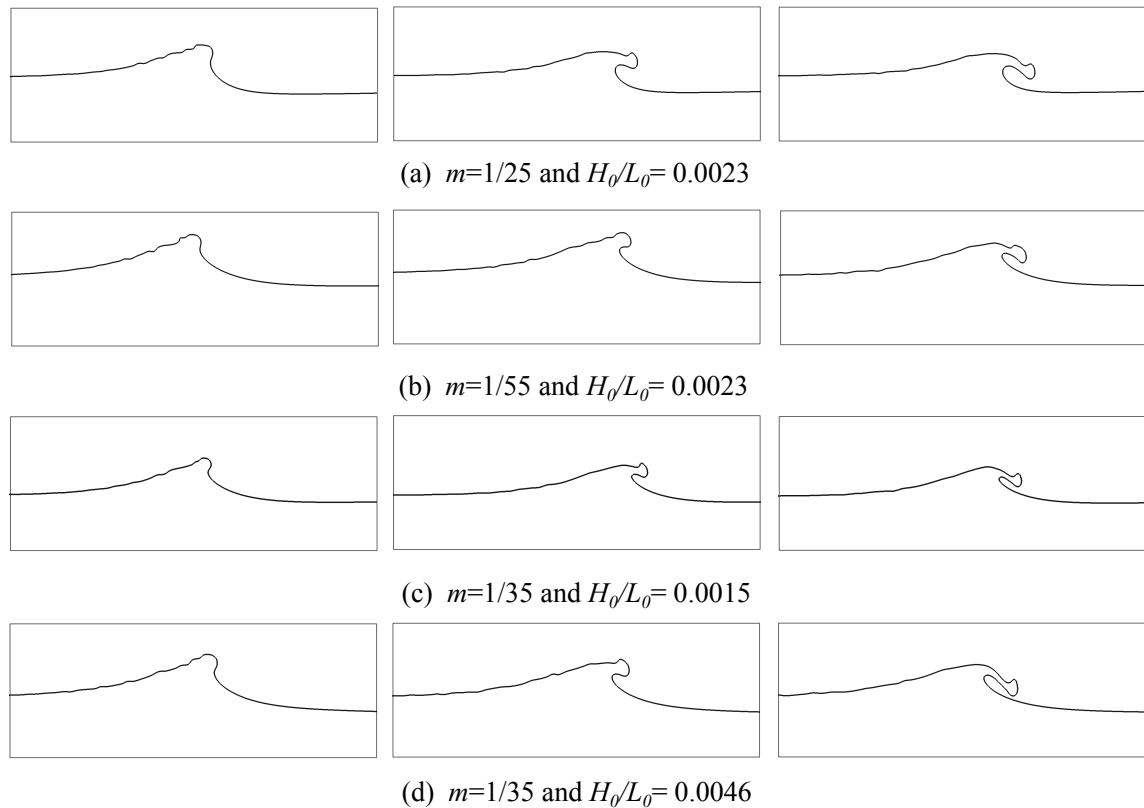 (a) m=1/25 and H0/L0= 0.0023
(b) m=1/55 and H0/L0= 0.0023
(c) m=1/35 and H0/L0= 0.0015
(d) m=1/35 and H0/L0= 0.0046